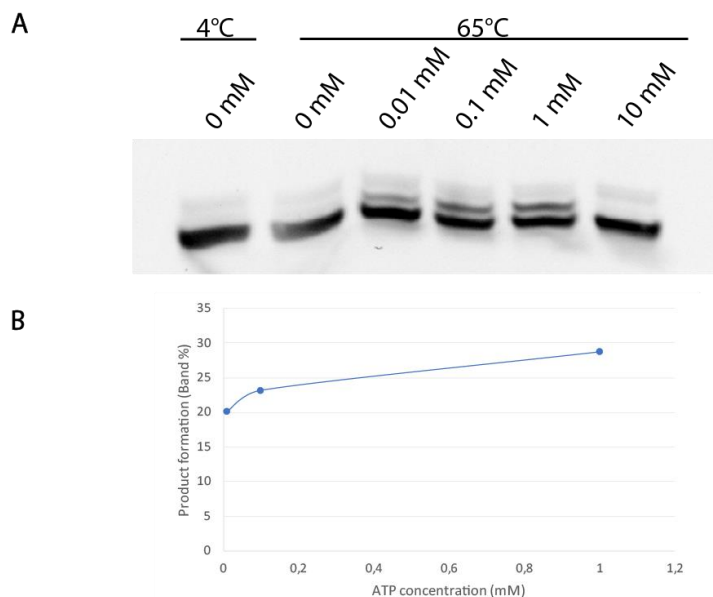 A
4°C 65°C
0 mM 0 mM 0.01 mM 0.1 mM 1 mM 10 mM
B
35
30
25
20
15
10
5
0
Product formation (Band %)
0 0,2 0,4 0,6 0,8 1 1,2
ATP concentration (mM)